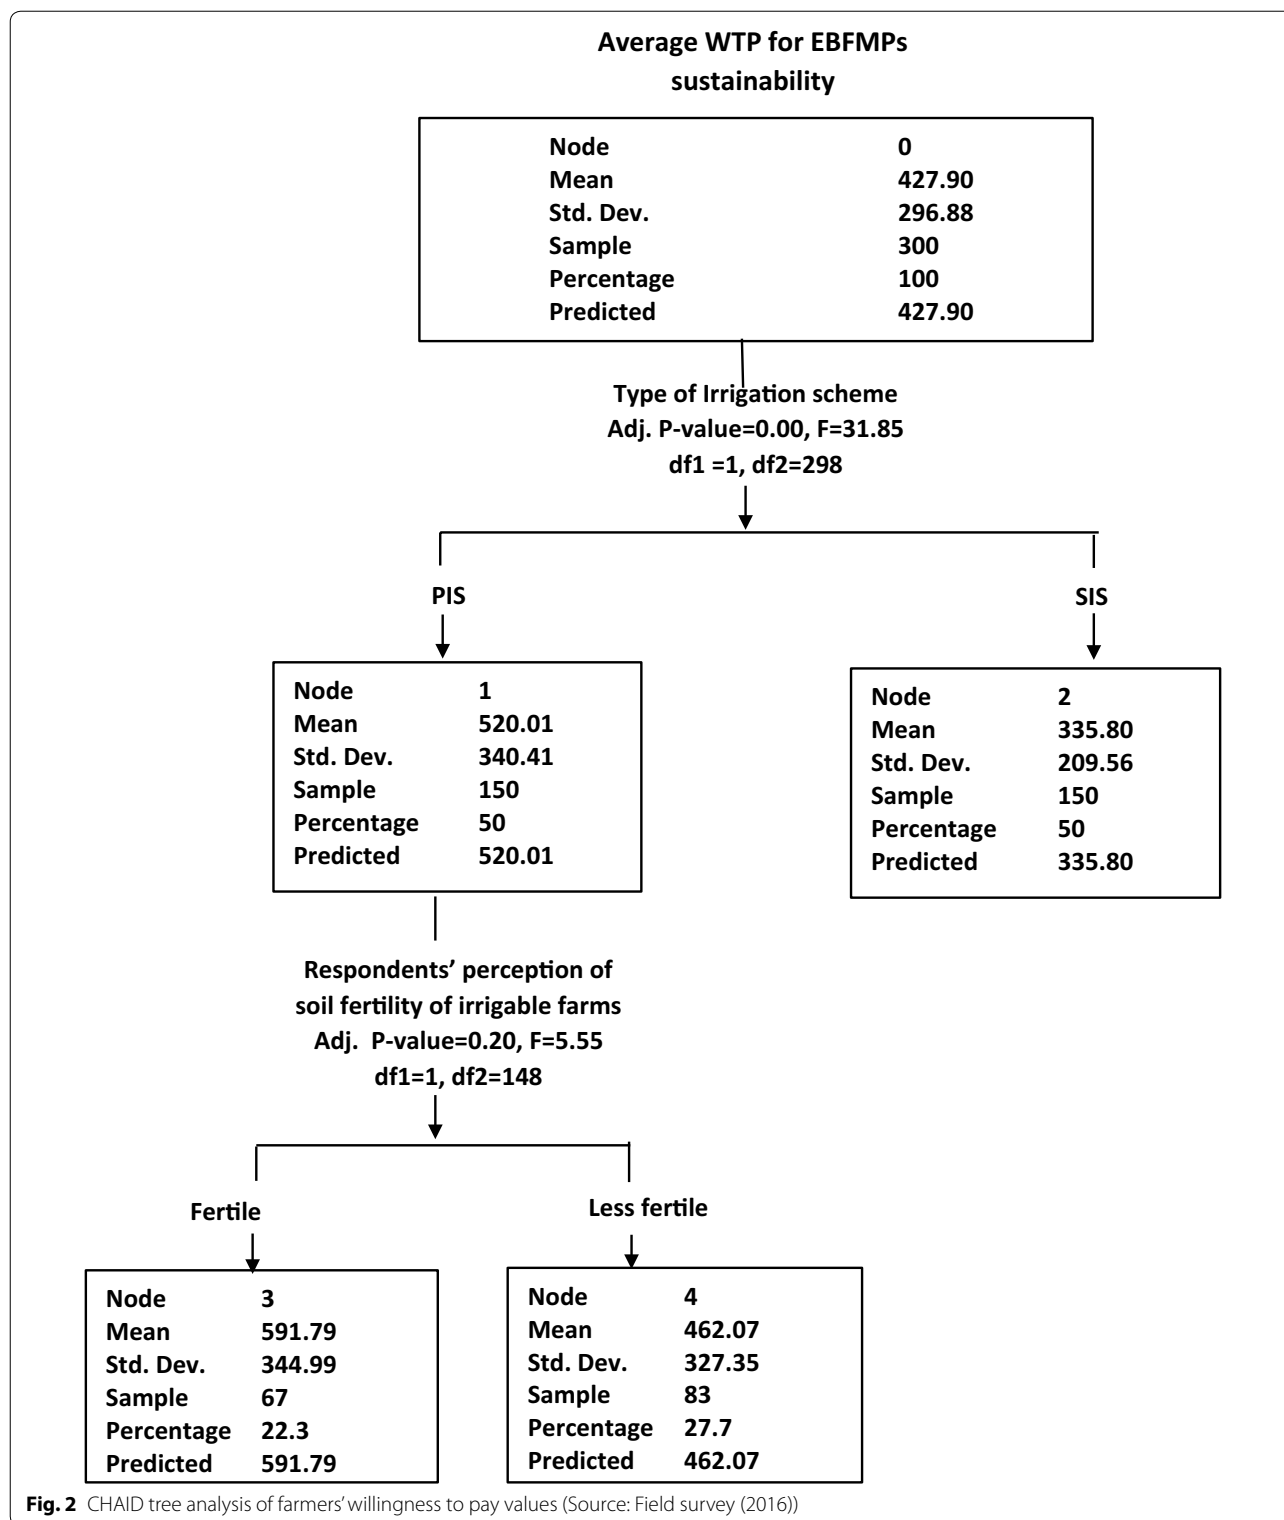 Average WTP for EBFMPs
sustainability
Node 0
Mean 427.90
Std. Dev. 296.88
Sample 300
Percentage 100
Predicted 427.90
Type of Irrigation scheme
Adj. P-value=0.00, F=31.85
df1 =1, df2=298
PIS
SIS
Node 1
Mean 520.01
Std. Dev. 340.41
Sample 150
Percentage 50
Predicted 520.01
Node 2
Mean 335.80
Std. Dev. 209.56
Sample 150
Percentage 50
Predicted 335.80
Respondents’ perception of
soil fertility of irrigable farms
Adj. P-value=0.20, F=5.55
df1=1, df2=148
Fertile
Less fertile
Node 3
Mean 591.79
Std. Dev. 344.99
Sample 67
Percentage 22.3
Predicted 591.79
Node 4
Mean 462.07
Std. Dev. 327.35
Sample 83
Percentage 27.7
Predicted 462.07
Fig. 2 CHAID tree analysis of farmers’ willingness to pay values (Source: Field survey (2016))